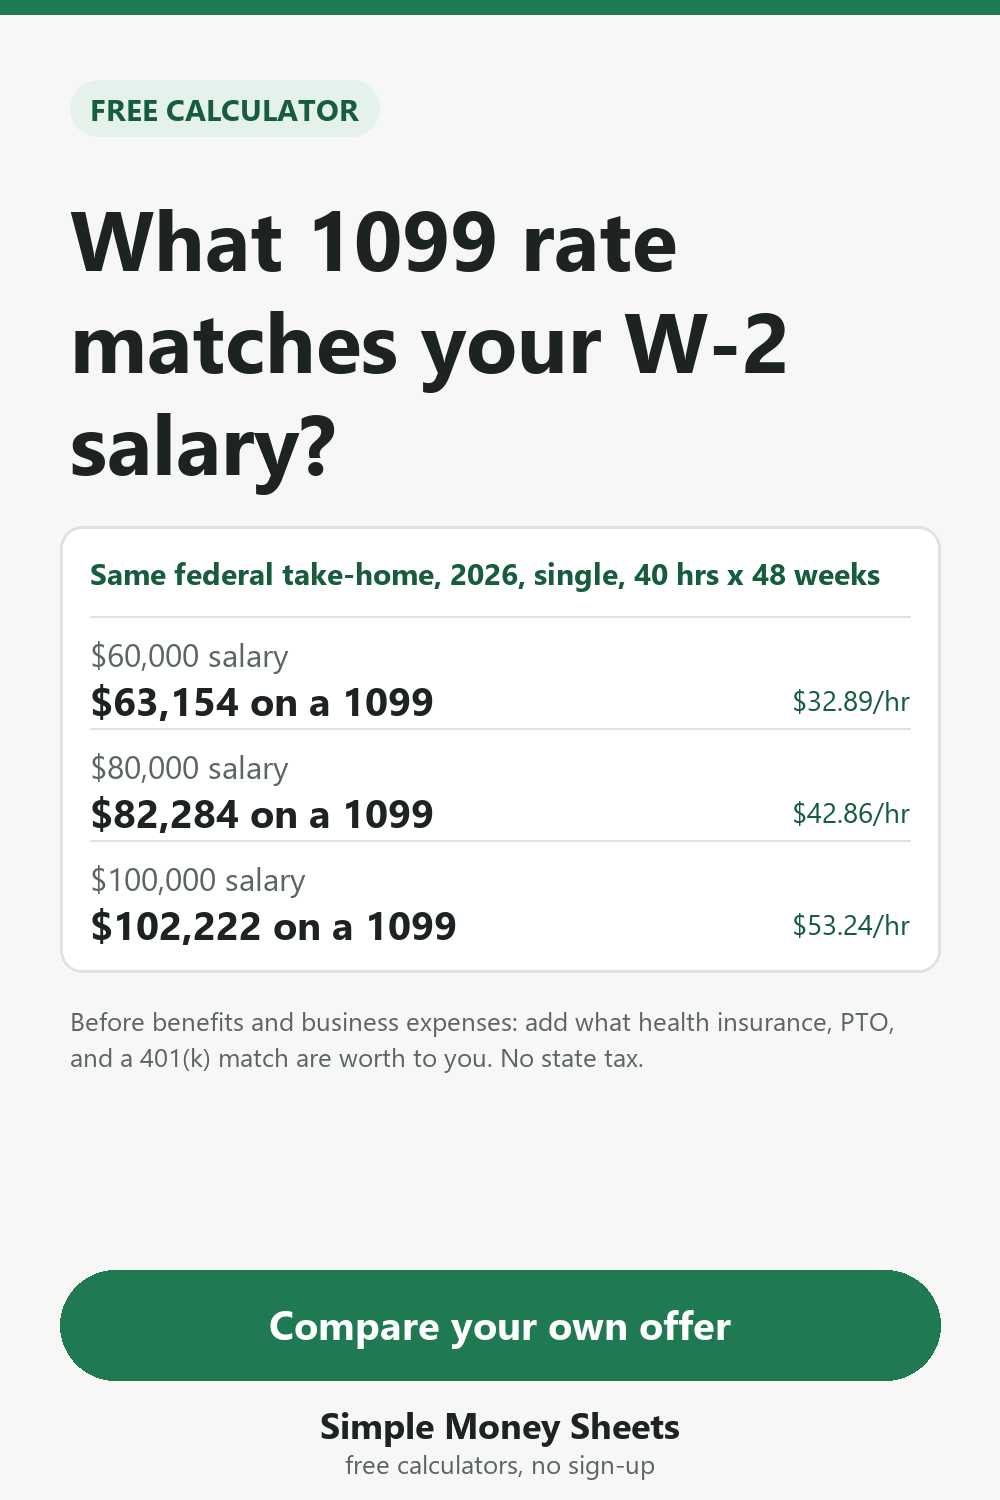 FREE CALCULATOR
What 1099 rate
matches your W-2
salary?
Same federal take-home, 2026, single, 40 hrs x 48 weeks
$60,000 salary
$63,154 on a 1099 $32.89/hr
$80,000 salary
$82,284 on a 1099 $42.86/hr
$100,000 salary
$102,222 on a 1099 $53.24/hr
Before benefits and business expenses: add what health insurance, PTO,
and a 401(k) match are worth to you. No state tax.
Compare your own offer
Simple Money Sheets
free calculators, no sign-up